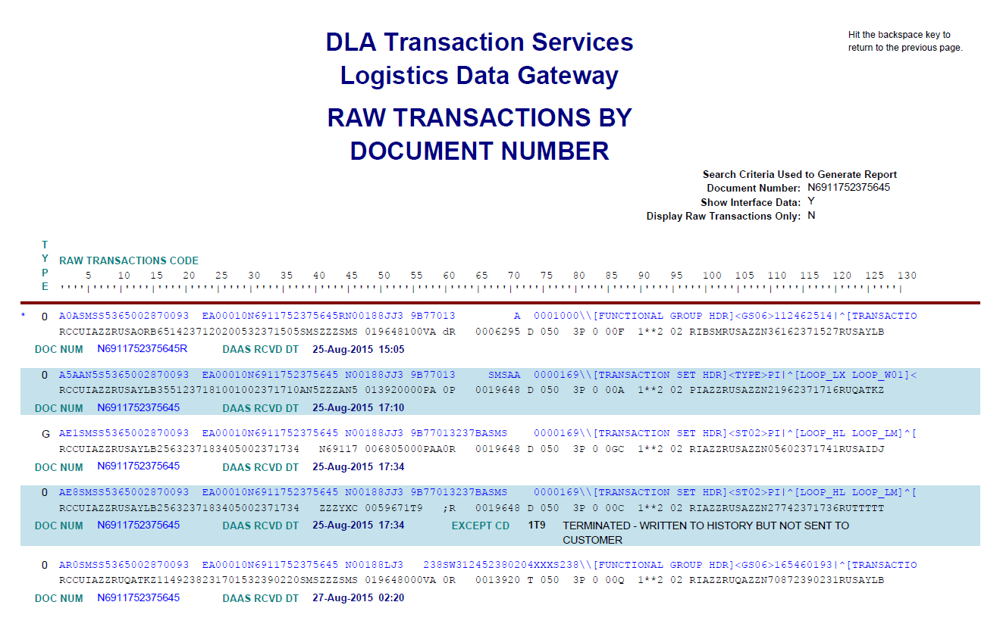 DLA Transaction Services
Logistics Data Gateway
RAW TRANSACTIONS BY
DOCUMENT NUMBER
Hit the backspace key to
return to the previous page.
Search Criteria Used to Generate Report
Document Number: N6911752375645
Show Interface Data: Y
Display Raw Transactions Only: N
T
Y
P
E
RAW TRANSACTIONS CODE
5 10 15 20 25 30 35 40 45 50 55 60 65 70 75 80 85 90 95 100 105 110 115 120 125 130
''''|''''|''''|''''|''''|''''|''''|''''|''''|''''|''''|''''|''''|''''|''''|''''|''''|''''|''''|''''|''''|''''|''''|''''|''''|''''|
* 0 A0ASMSS5365002870093  EA00010N6911752375645RN00188JJ3 9B77013         A  0001000\\[FUNCTIONAL GROUP HDR]<GS06>112462514|^[TRANSACTIO
RCCUIAZZRUSAORB65142371202005323715​05SMSZZZSMS 019648100VA dR   0006295 D 050  3P 0 00F  1**2 02 RIBSMRUSAZZN36162371527RUSAYLB
DOC NUM N6911752375645R DAAS RCVD DT 25-Aug-2015 15:05
0 A5AAN5S5365002870093  EA00010N6911752375645 N00188JJ3 9B77013     SMSAA  0000169\\[TRANSACTION SET HDR]<TYPE>PI|^[LOOP_LX LOOP_W01]<
RCCUIAZZRUSAYLB35512371810010023717​10AN5ZZZAN5 013920000PA 0P   0019648 D 050  3P 0 00A  1**2 02 PIAZZRUSAZZN21962371716RUQATKZ
DOC NUM N6911752375645 DAAS RCVD DT 25-Aug-2015 17:10
G AE1SMSS5365002870093  EA00010N6911752375645 N00188JJ3 9B77013237BASMS    0000169\\[TRANSACTION SET HDR]<ST02>PI|^[LOOP_HL LOOP_LM]^[
RCCUIAZZRUSAYLB2563237183405002371734   N69117 006805000PAA0R   0019648 D 050  3P 0 0GC  1**2 02 RIAZZRUSAZZN05602371741RUSAIDJ
DOC NUM N6911752375645 DAAS RCVD DT 25-Aug-2015 17:34
0 AE8SMSS5365002870093  EA00010N6911752375645 N00188JJ3 9B77013237BASMS    0000169\\[TRANSACTION SET HDR]<ST02>PI|^[LOOP_HL LOOP_LM]^[
RCCUIAZZRUSAYLB2563237183405002371734   ZZZYXC 0059671T9   ;R   0019648 D 050  3P 0 00C  1**2 02 RIAZZRUSAZZN27742371736RUTTTTT
DOC NUM N6911752375645 DAAS RCVD DT 25-Aug-2015 17:34 EXCEPT CD 1T9 TERMINATED - WRITTEN TO HISTORY BUT NOT SENT TO
CUSTOMER
0 AR0SMSS5365002870093  EA00010N6911752375645 N00188LJ3   238SW312452380204XXXS238\\[FUNCTIONAL GROUP HDR]<GS06>165460193|^[TRANSACTIO
RCCUIAZZRUQATKZ1149238231701532390220SMSZZZSMS 019648000VA 0R   0013920 T 050  3P 0 00Q  1**2 02 RIAZZRUQAZZN70872390231RUSAYLB
DOC NUM N6911752375645 DAAS RCVD DT 27-Aug-2015 02:20